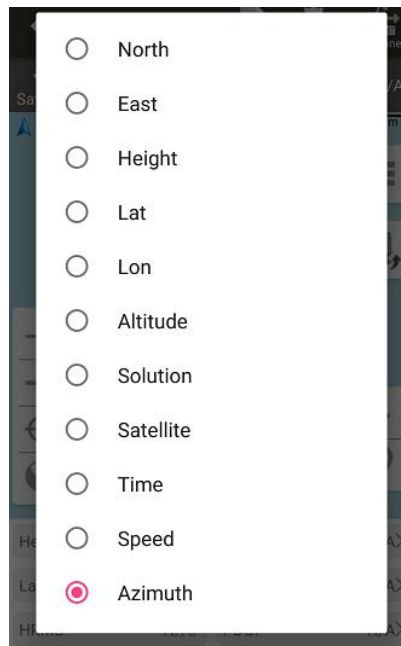 North
East
Height
Lat
Lon
Altitude
Solution
Satellite
Time
Speed
Azimuth